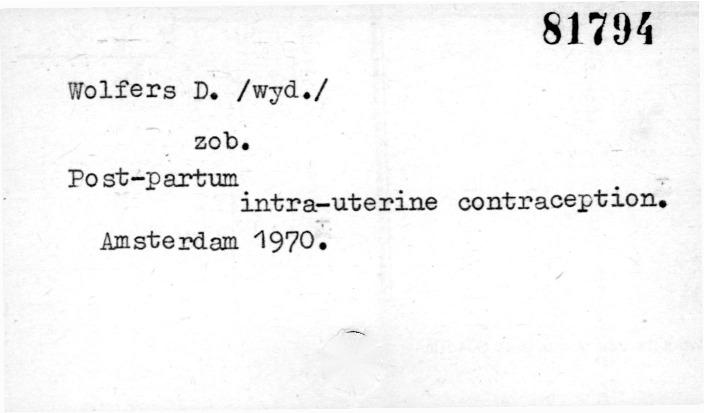 81794
Wolfers D. /wyd./
zob.
Post-partum
intra-uterine contraception.
Amsterdam 1970.